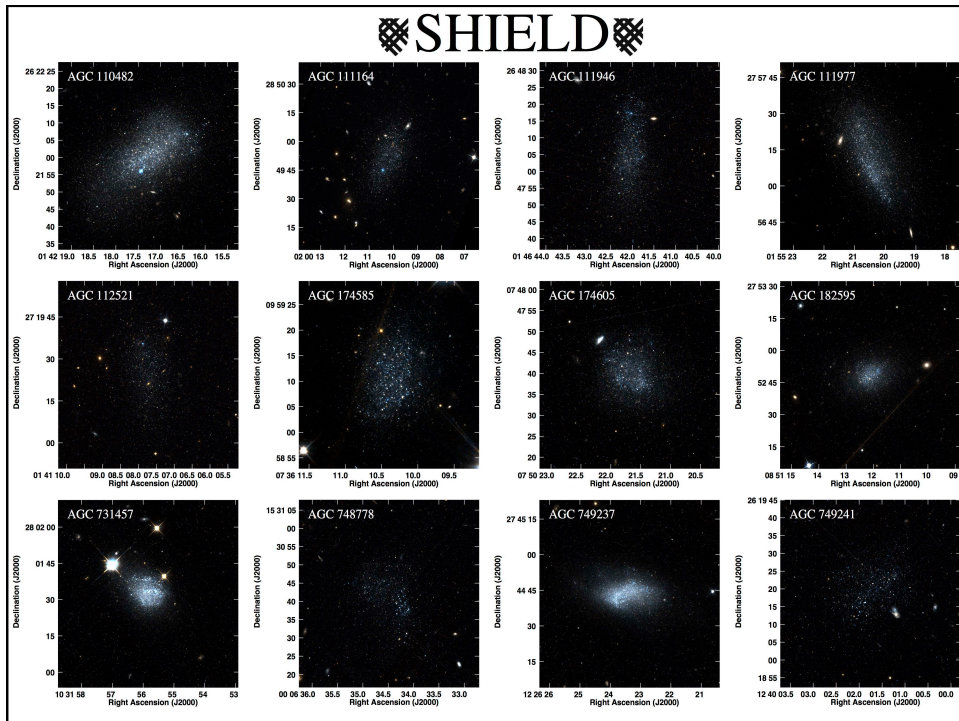 SHIELD
AGC 110482
Declination (J2000)
26 22 25
20
15
10
05
00
21 55
50
45
40
35
01 42 19.0 18.5 18.0 17.5 17.0 16.5 16.0 15.5
Right Ascension (J2000)
AGC 111164
Declination (J2000)
28 50 30
15
00
49 45
30
15
02 00 13 12 11 10 09 08 07
Right Ascension (J2000)
AGC 111946
Declination (J2000)
26 48 30
25
20
15
10
05
00
47 55
50
45
40
01 46 44.0 43.5 43.0 42.5 42.0 41.5 41.0 40.5 40.0
Right Ascension (J2000)
AGC 111977
Declination (J2000)
27 57 45
30
15
00
56 45
01 55 23 22 21 20 19 18
Right Ascension (J2000)
AGC 112521
Declination (J2000)
27 19 45
30
15
00
01 41 10.0 09.0 08.5 08.0 07.5 07.0 06.5 06.0 05.5
Right Ascension (J2000)
AGC 174585
Declination (J2000)
09 59 25
20
15
10
05
00
58 55
07 36 11.5 11.0 10.5 10.0 09.5
Right Ascension (J2000)
AGC 174605
Declination (J2000)
07 48 00
47 55
50
45
40
35
30
25
20
07 50 23.0 22.5 22.0 21.5 21.0 20.5
Right Ascension (J2000)
AGC 182595
Declination (J2000)
27 53 30
15
00
52 45
30
15
08 51 15 14 13 12 11 10 09
Right Ascension (J2000)
AGC 731457
Declination (J2000)
28 02 00
01 45
30
15
00
10 31 58 57 56 55 54 53
Right Ascension (J2000)
AGC 748778
Declination (J2000)
15 31 05
00
30 55
50
45
40
35
30
25
20
00 06 36.0 35.5 35.0 34.5 34.0 33.5 33.0
Right Ascension (J2000)
AGC 749237
Declination (J2000)
27 45 15
00
44 45
30
15
12 26 26 25 24 23 22 21
Right Ascension (J2000)
AGC 749241
Declination (J2000)
26 19 45
40
35
30
25
20
15
10
05
00
18 55
12 40 03.5 03.0 02.5 02.0 01.5 01.0 00.5 00.0
Right Ascension (J2000)